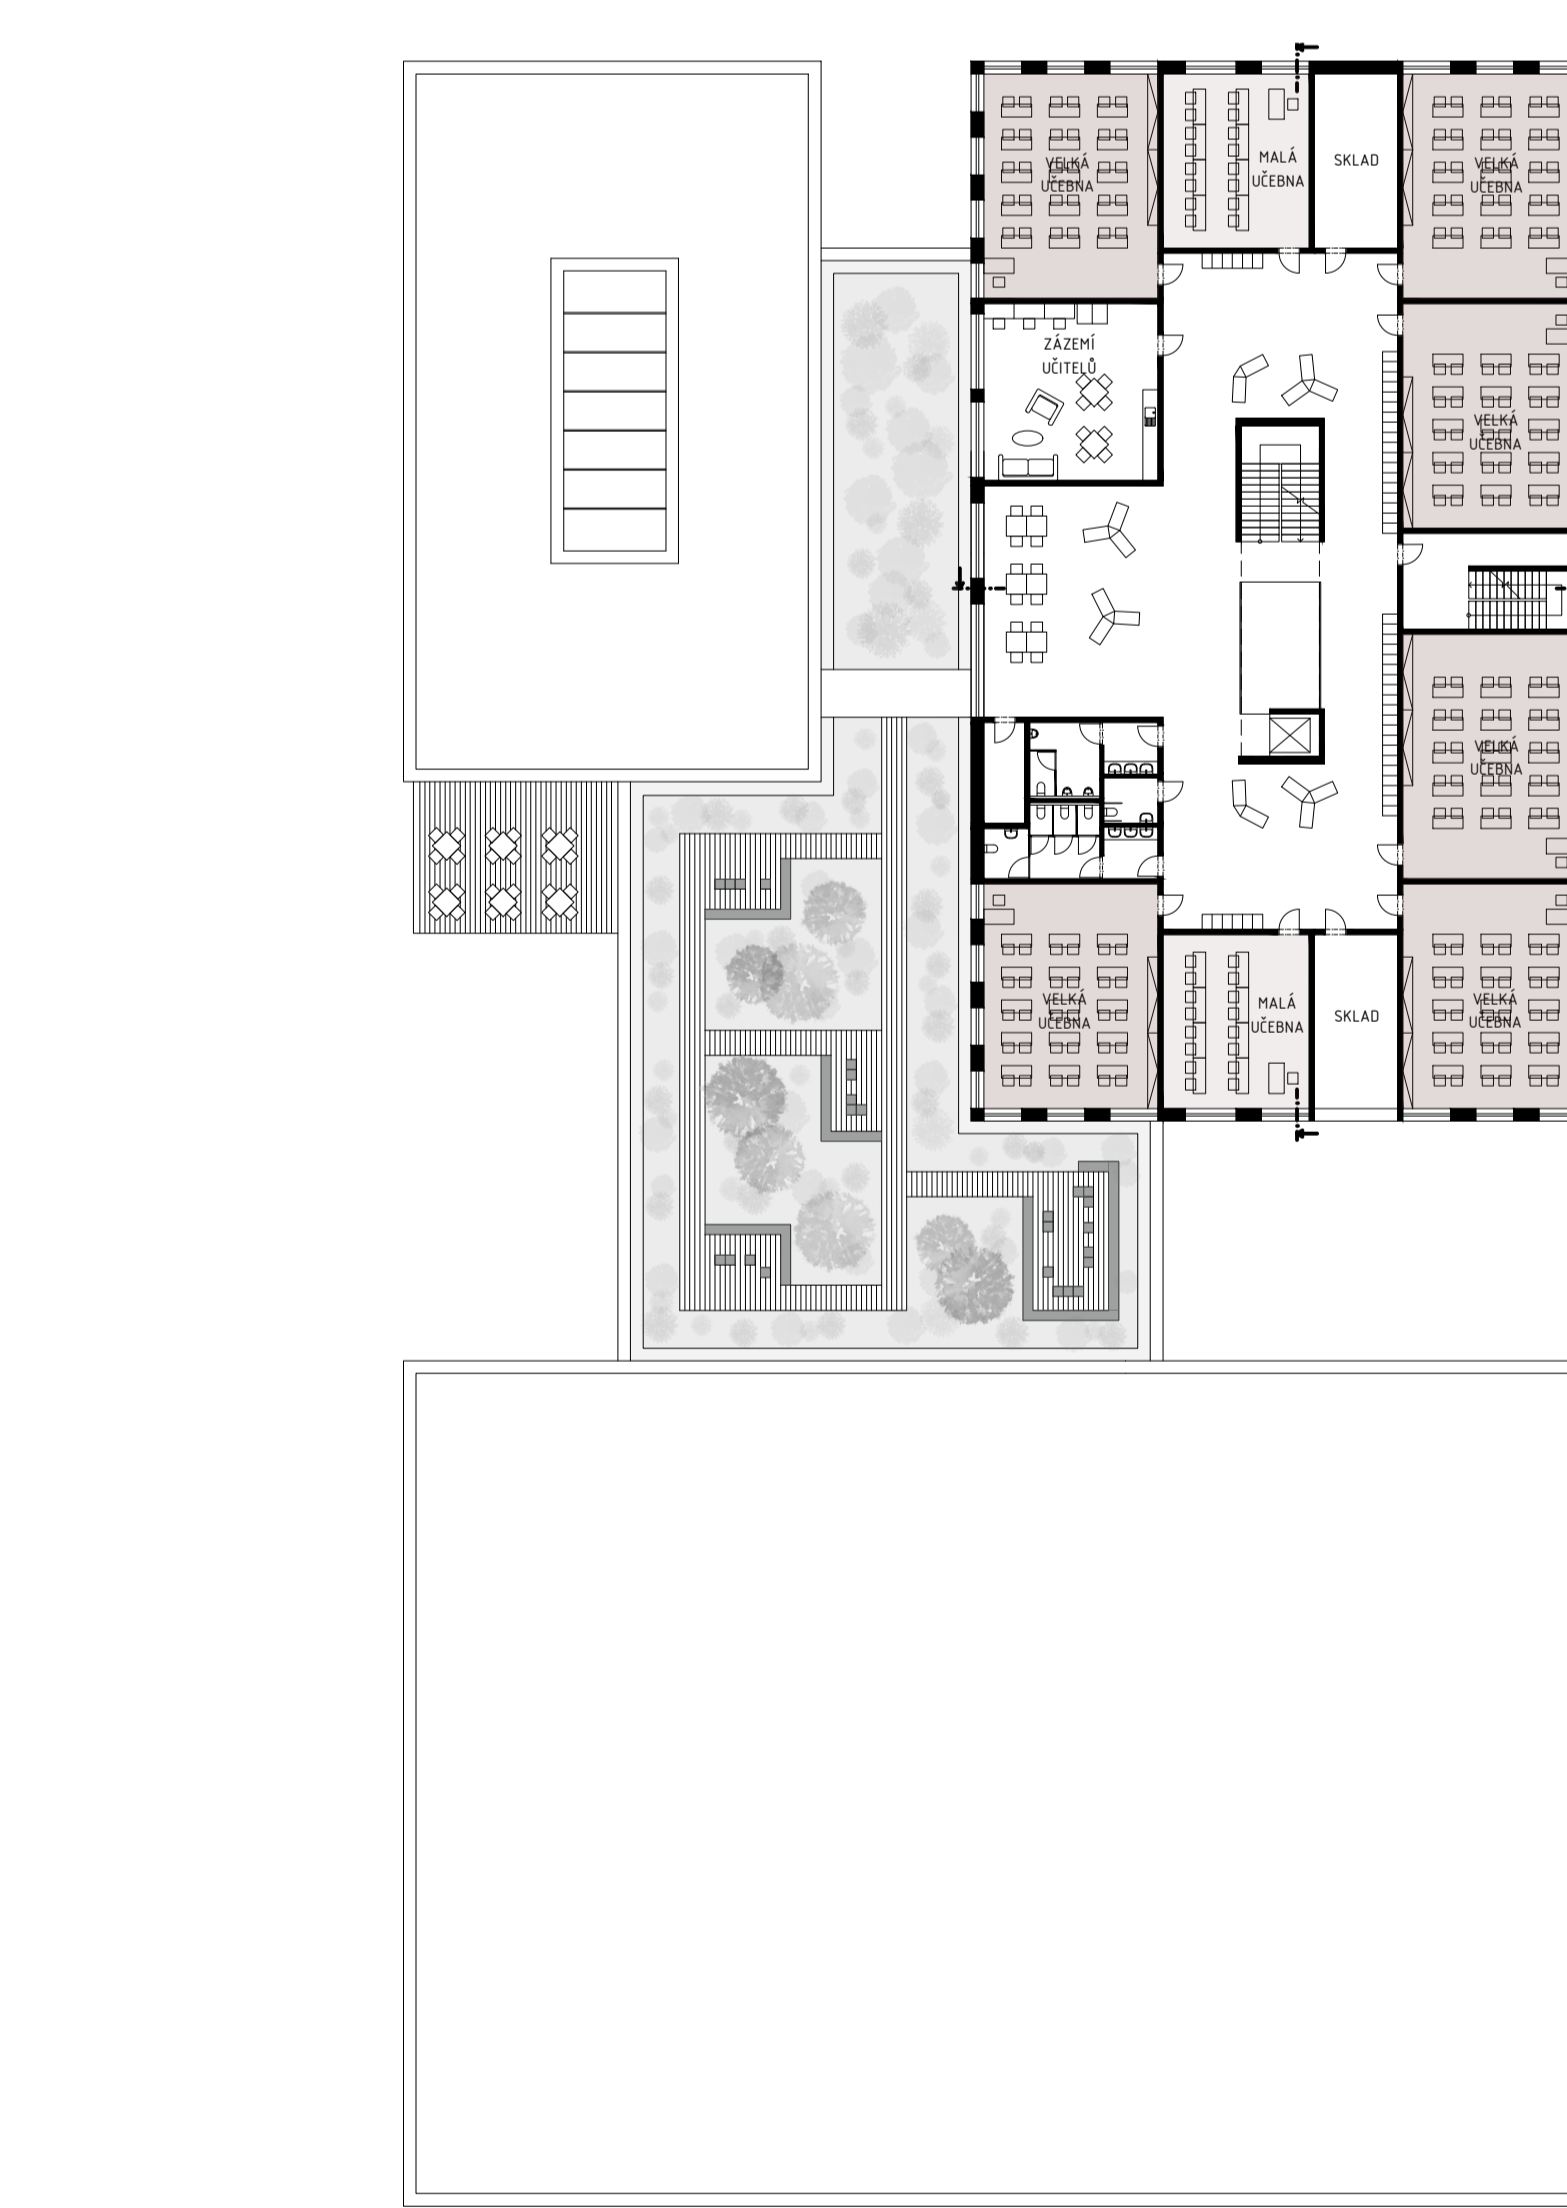 VELKÁ
UČEBNA
MALÁ
UČEBNA
SKLAD
VELKÁ
UČEBNA
ZÁZEMÍ
UČITELŮ
VELKÁ
UČEBNA
VELKÁ
UČEBNA
VELKÁ
UČEBNA
MALÁ
UČEBNA
SKLAD
VELKÁ
UČEBNA